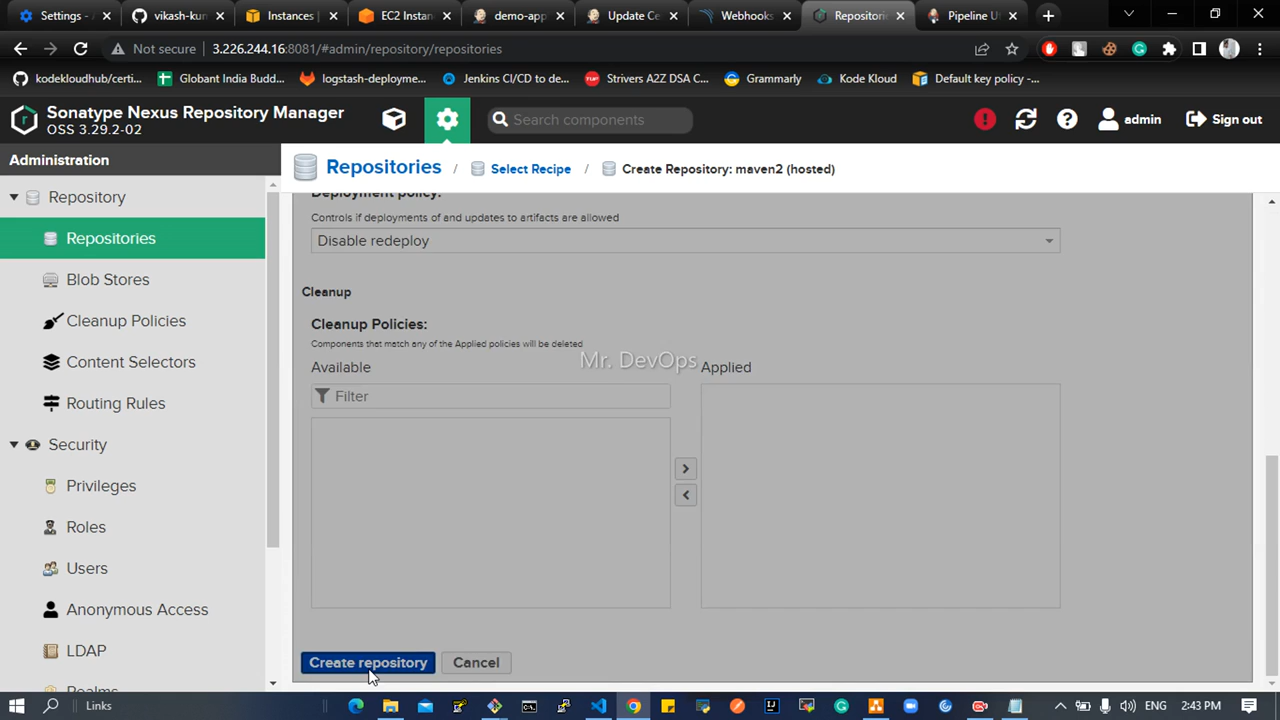 Settings -
vikash-kun
Instances |
EC2 Instan
demo-app
Update Ce
Webhooks
Repositorie
Pipeline U
Not secure
3.226.244.16:8081/#admin/repository/repositories
kodekloudhub/certi...
Globant India Budd...
logstash-deployme...
Jenkins CI/CD to de...
Strivers A2Z DSA C...
Grammarly
Kode Kloud
Default key policy -...
Sonatype Nexus Repository Manager
OSS 3.29.2-02
Search components
admin
Sign out
Administration
Repositories / Select Recipe / Create Repository: maven2 (hosted)
Repository
Repositories
Blob Stores
Cleanup Policies
Content Selectors
Routing Rules
Security
Privileges
Roles
Users
Anonymous Access
LDAP
Realms
Deployment policy:
Controls if deployments of and updates to artifacts are allowed
Disable redeploy
Cleanup
Cleanup Policies:
Components that match any of the Applied policies will be deleted
Mr. DevOps
Available
Applied
Filter
Create repository
Cancel
Links
ENG
2:43 PM